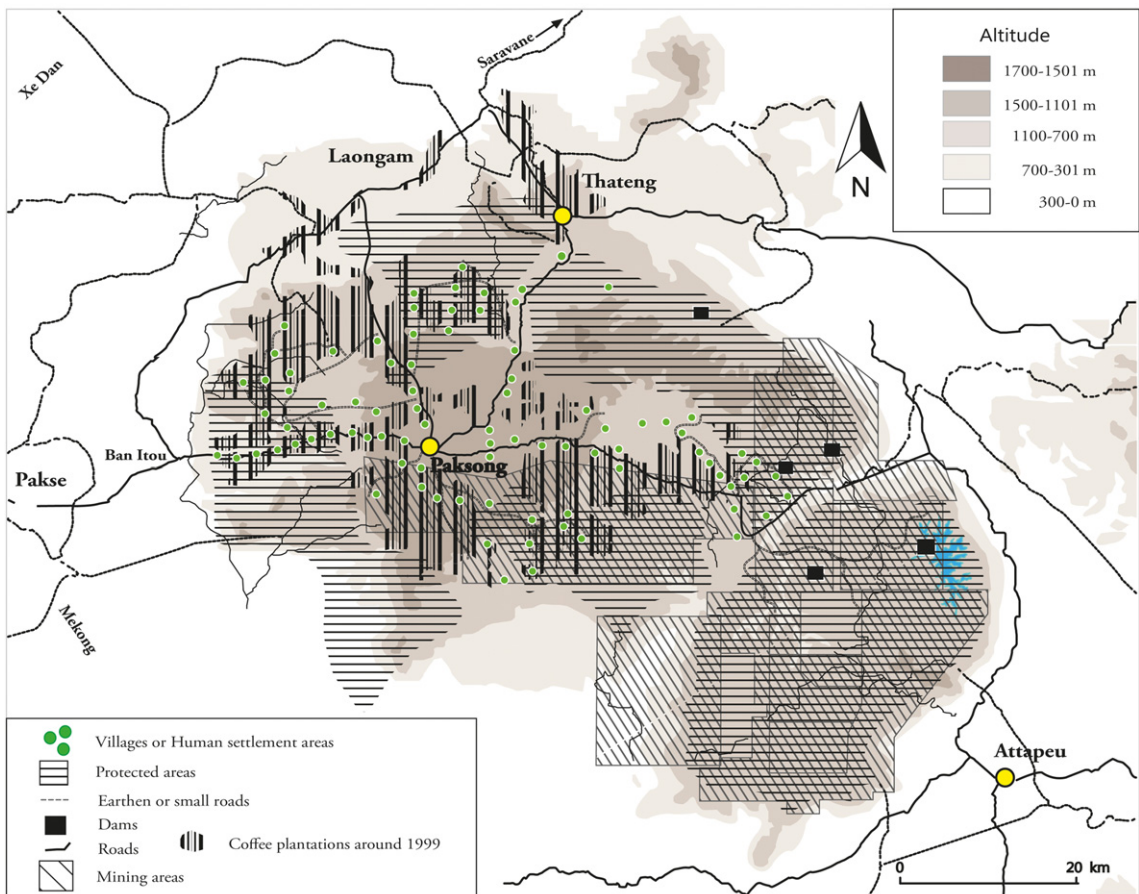 Saravane
Altitude
1700-1501 m
1500-1101 m
1100-700 m
700-301 m
300-0 m
Xe Dan
Laongam
Thateng
N
Ban Itou
Pakse
Paksong
Mekong
Attapeu
0 20 km
Villages or Human settlement areas
Protected areas
Earthen or small roads
Dams
Roads
Coffee plantations around 1999
Mining areas